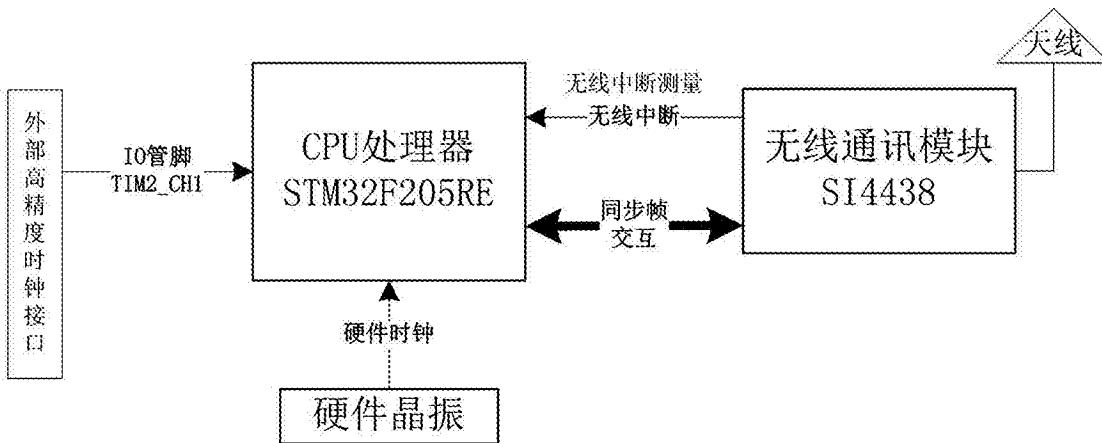 天线
外部高精度时钟接口
IO管脚
TIM2_CH1
CPU处理器
STM32F205RE
无线中断测量
无线中断
同步帧
交互
无线通讯模块
SI4438
硬件时钟
硬件晶振